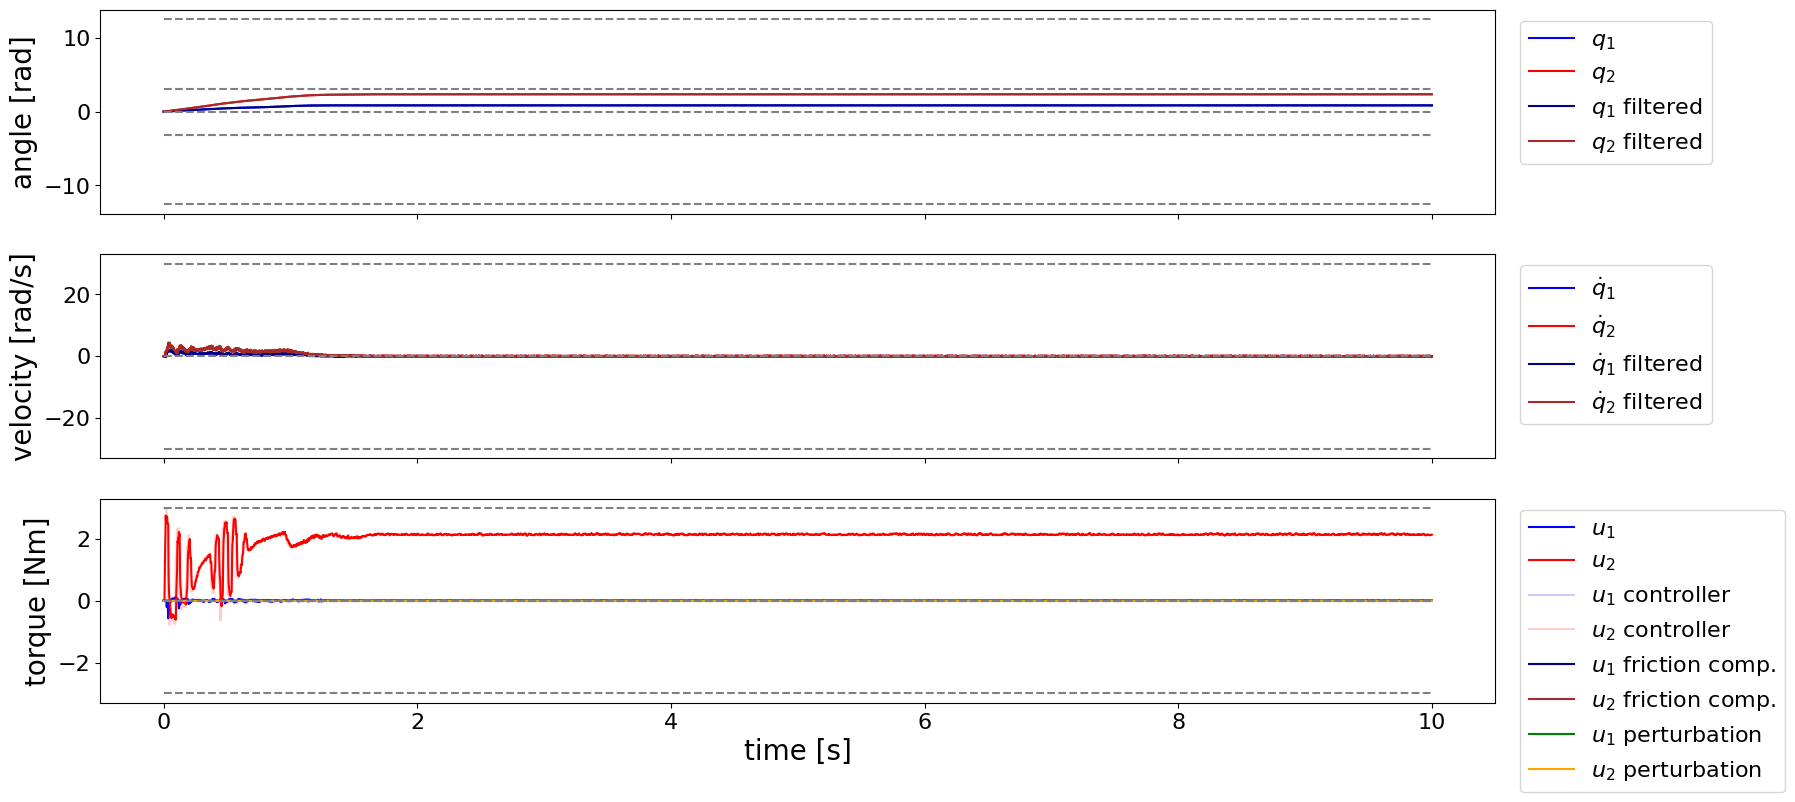 angle [rad]
10
0
−10
q₁
q₂
q₁ filtered
q₂ filtered
velocity [rad/s]
20
0
−20
q̇₁
q̇₂
q̇₁ filtered
q̇₂ filtered
torque [Nm]
2
0
−2
0 2 4 6 8 10
time [s]
u₁
u₂
u₁ controller
u₂ controller
u₁ friction comp.
u₂ friction comp.
u₁ perturbation
u₂ perturbation